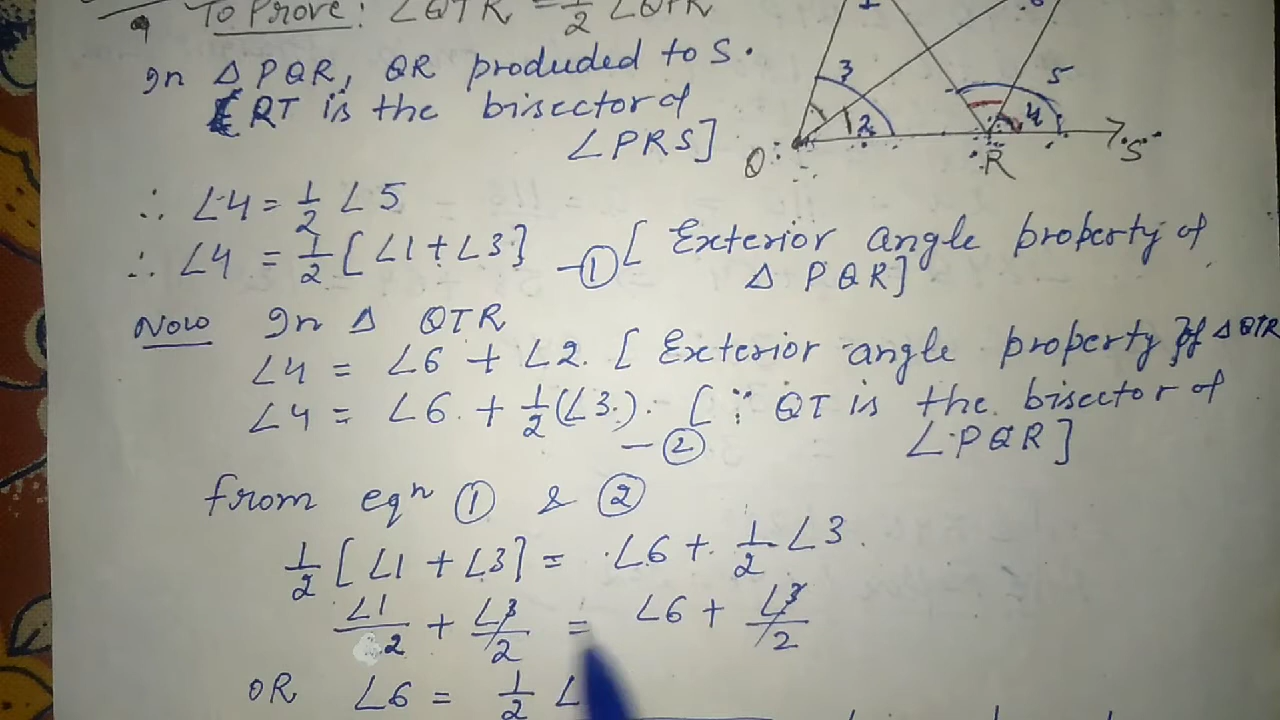 To Prove: ∠QTR = 1/2 ∠QPR
In Δ PQR, QR produded to S.
[ RT is the bisector of
∠PRS]
∴ ∠4 = 1/2 ∠5
∴ ∠4 = 1/2 [∠1+∠3] —① [ Exterior angle property of
Δ PQR]
Now In Δ QTR
∠4 = ∠6 + ∠2. [ Exterior angle property of Δ QTR
∠4 = ∠6 + 1/2 (∠3). [ ∵ QT is the bisector of
—② ∠PQR]
from eqn ① & ②
1/2 [∠1 + ∠3] = ∠6 + 1/2 ∠3.
∠1/2 + ∠3/2 = ∠6 + ∠3/2
OR ∠6 = 1/2 ∠
3
5
2
4
Q
R
S